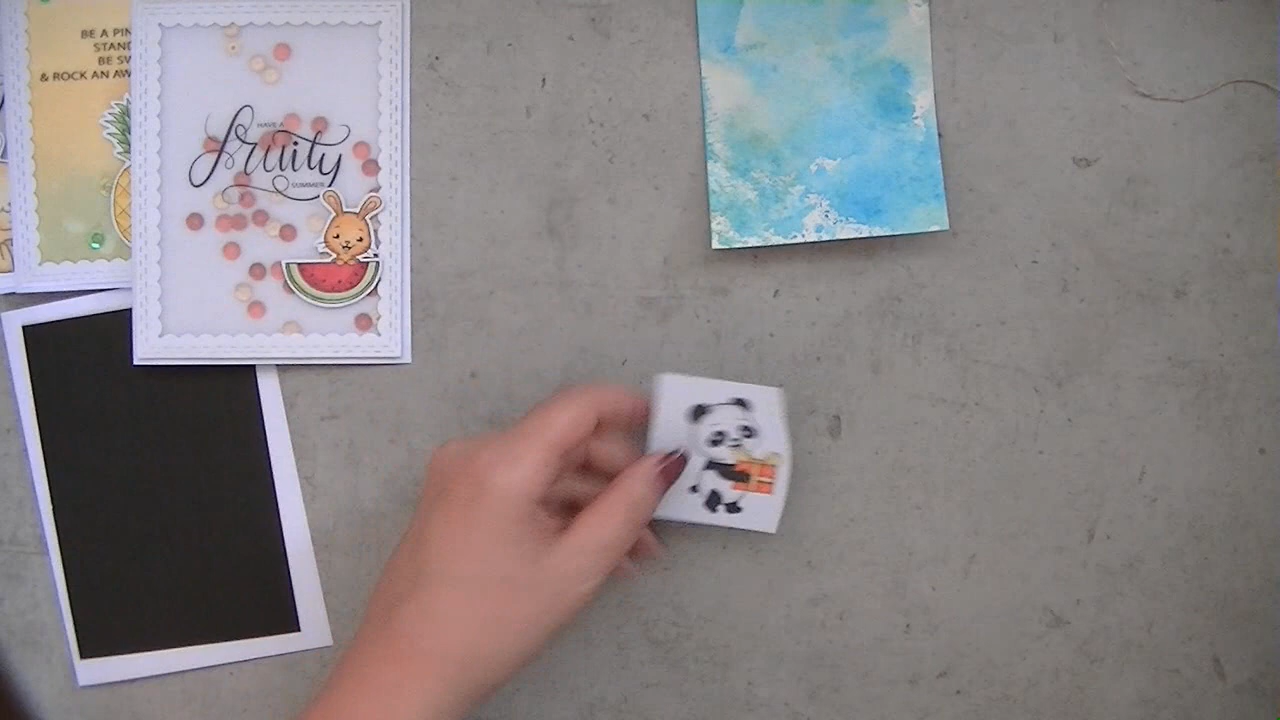 BE A PIN
STAND
BE SW
& ROCK AN AW
HAVE A
fruity
SUMMER